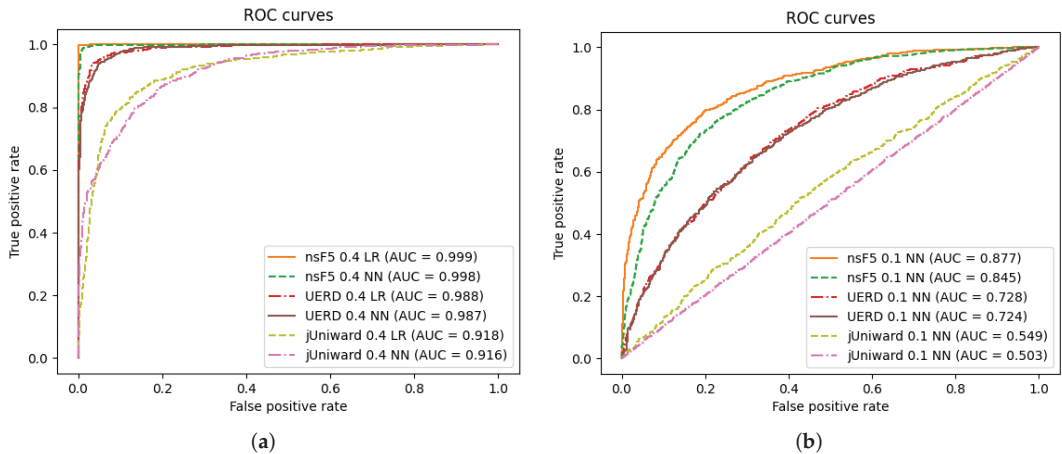 ROC curves
True positive rate
1.0
0.8
0.6
0.4
0.2
0.0
nsF5 0.4 LR (AUC = 0.999)
nsF5 0.4 NN (AUC = 0.998)
UERD 0.4 LR (AUC = 0.988)
UERD 0.4 NN (AUC = 0.987)
jUniward 0.4 LR (AUC = 0.918)
jUniward 0.4 NN (AUC = 0.916)
0.0 0.2 0.4 0.6 0.8 1.0
False positive rate
(a)
ROC curves
True positive rate
1.0
0.8
0.6
0.4
0.2
0.0
nsF5 0.1 NN (AUC = 0.877)
nsF5 0.1 NN (AUC = 0.845)
UERD 0.1 NN (AUC = 0.728)
UERD 0.1 NN (AUC = 0.724)
jUniward 0.1 NN (AUC = 0.549)
jUniward 0.1 NN (AUC = 0.503)
0.0 0.2 0.4 0.6 0.8 1.0
False positive rate
(b)